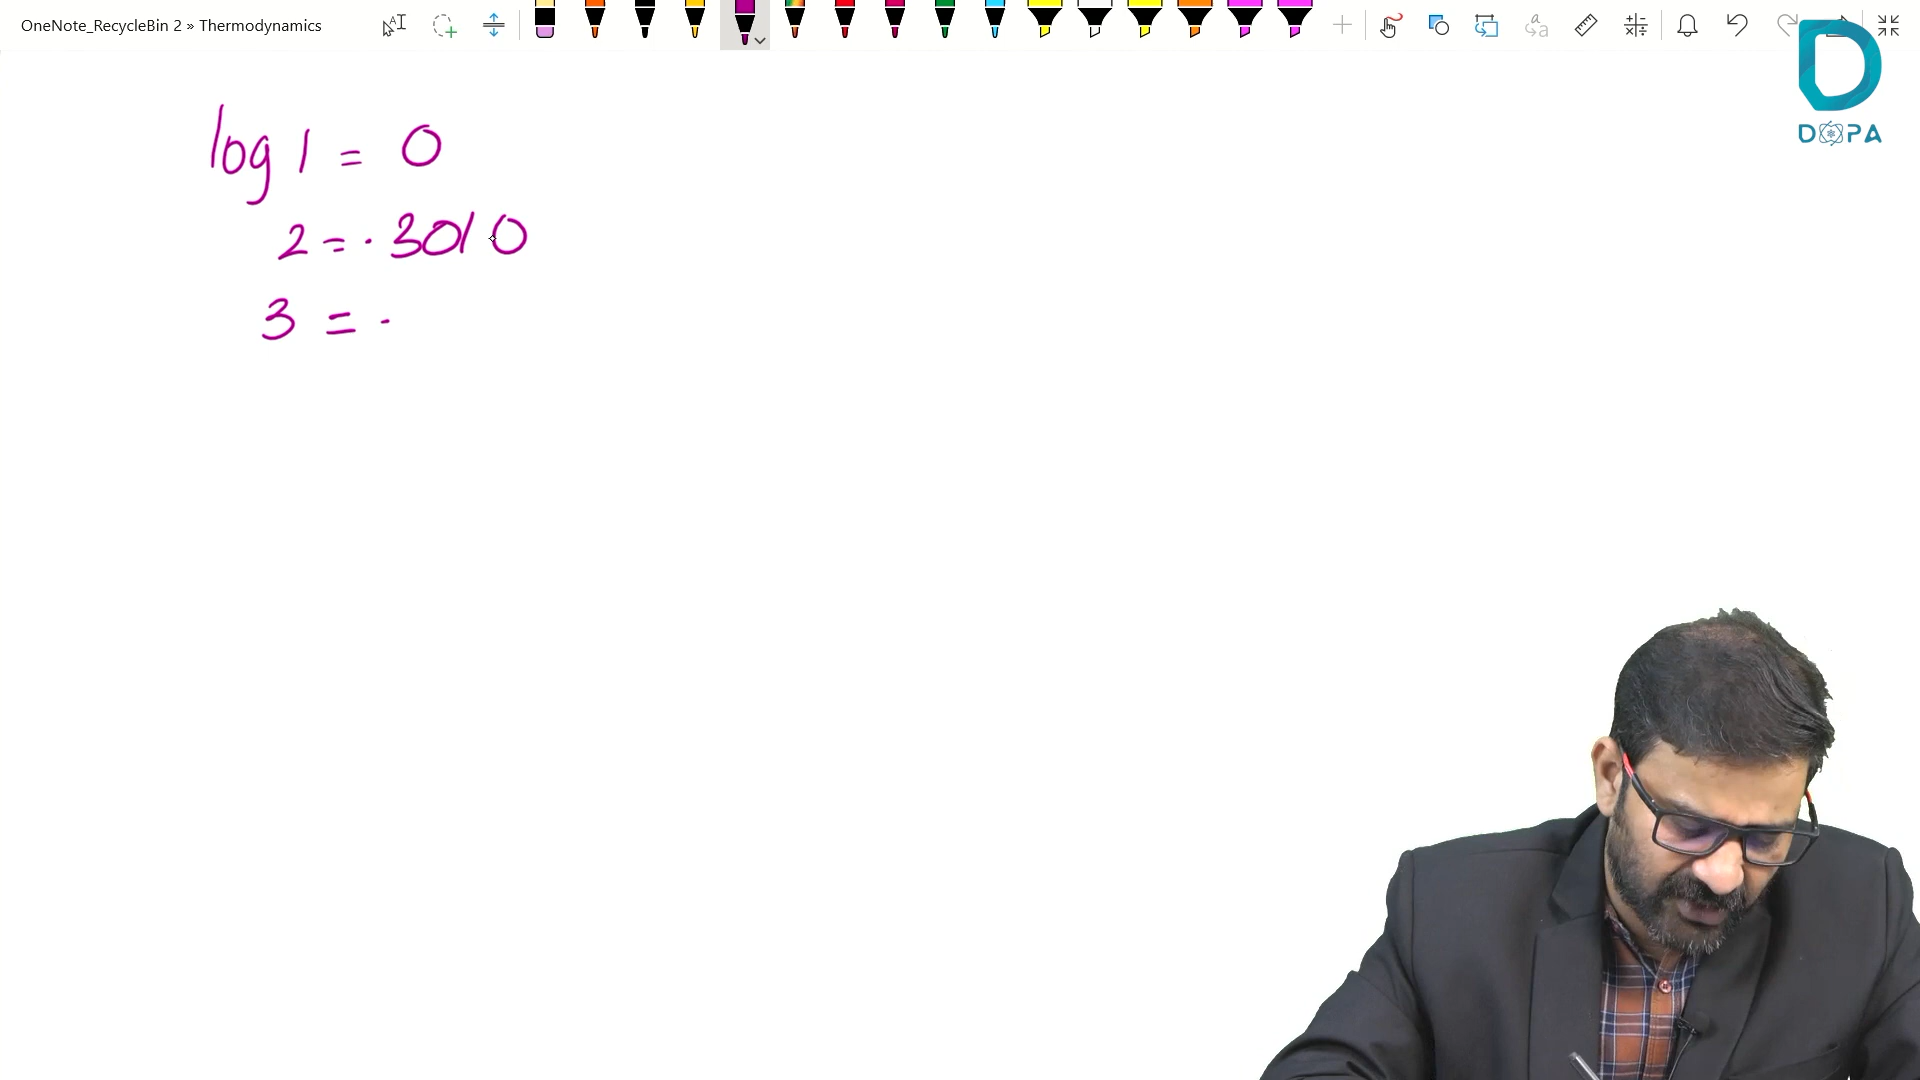 OneNote_RecycleBin 2 » Thermodynamics
DOPA
log 1 = 0
2 = .3010
3 = .